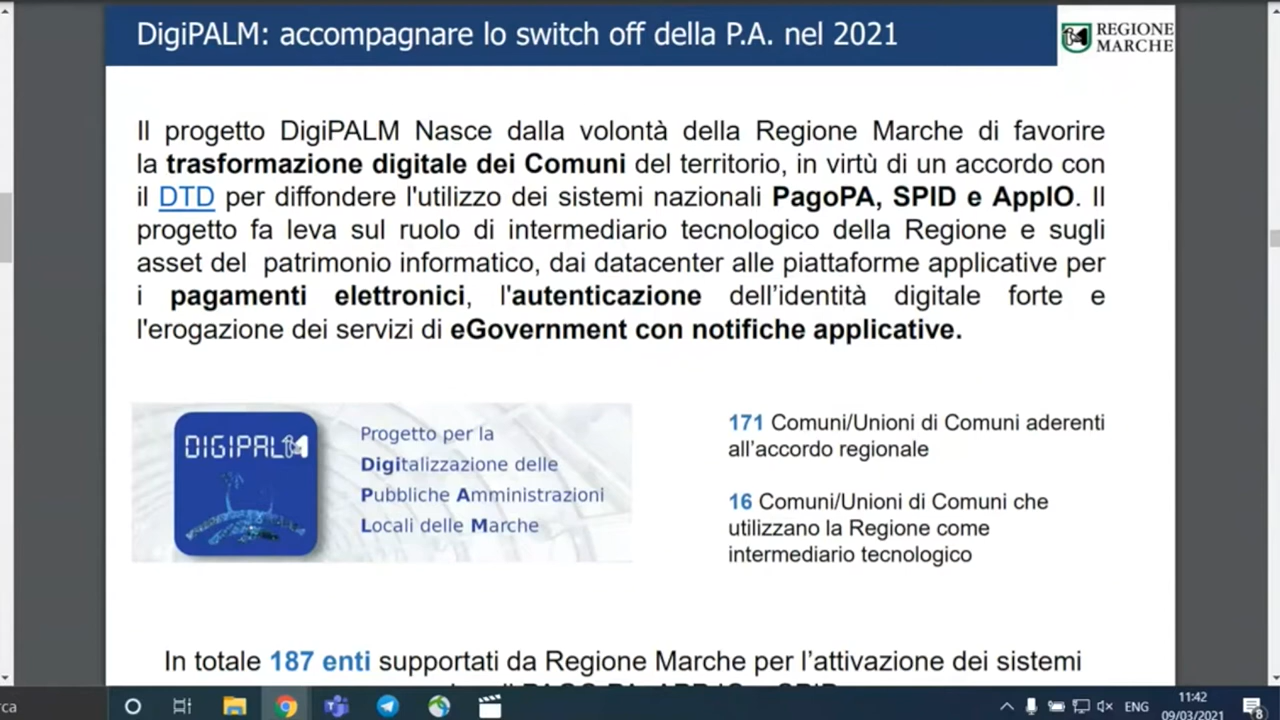 DigiPALM: accompagnare lo switch off della P.A. nel 2021
REGIONE
MARCHE
Il progetto DigiPALM Nasce dalla volontà della Regione Marche di favorire
la trasformazione digitale dei Comuni del territorio, in virtù di un accordo con
il DTD per diffondere l'utilizzo dei sistemi nazionali PagoPA, SPID e AppIO. Il
progetto fa leva sul ruolo di intermediario tecnologico della Regione e sugli
asset del patrimonio informatico, dai datacenter alle piattaforme applicative per
i pagamenti elettronici, l'autenticazione dell’identità digitale forte e
l'erogazione dei servizi di eGovernment con notifiche applicative.
DIGIPALM
Progetto per la
Digitalizzazione delle
Pubbliche Amministrazioni
Locali delle Marche
171 Comuni/Unioni di Comuni aderenti
all’accordo regionale
16 Comuni/Unioni di Comuni che
utilizzano la Regione come
intermediario tecnologico
In totale 187 enti supportati da Regione Marche per l’attivazione dei sistemi
rca
ENG
11:42
09/03/2021
8